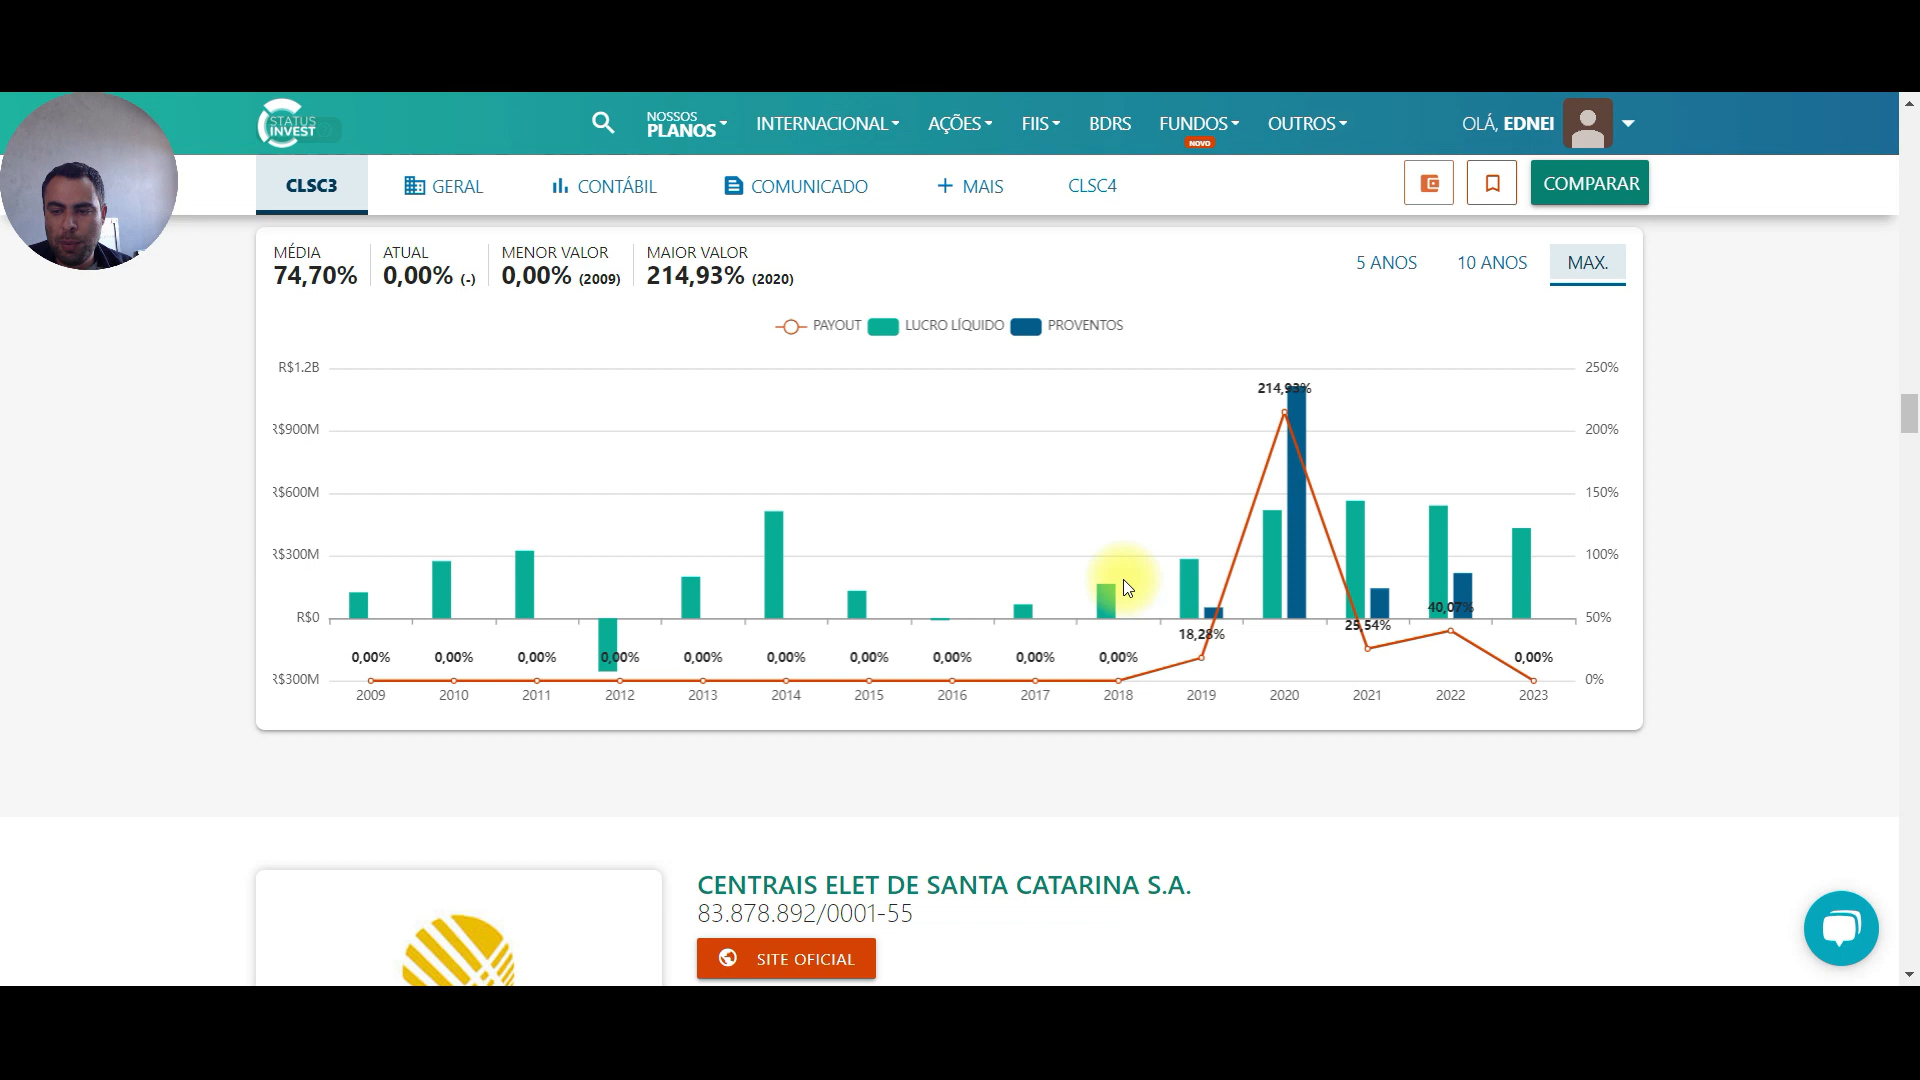 STATUS
INVEST
NOSSOS
PLANOS
INTERNACIONAL
AÇÕES
FIIS
BDRS
FUNDOS
NOVO
OUTROS
OLÁ, EDNEI
CLSC3
GERAL
CONTÁBIL
COMUNICADO
MAIS
CLSC4
COMPARAR
MÉDIA
74,70%
ATUAL
0,00% (-)
MENOR VALOR
0,00% (2009)
MAIOR VALOR
214,93% (2020)
5 ANOS
10 ANOS
MAX.
PAYOUT
LUCRO LÍQUIDO
PROVENTOS
R$1.2B
R$900M
R$600M
R$300M
R$0
R$300M
250%
200%
150%
100%
50%
0%
0,00% 0,00% 0,00% 0,00% 0,00% 0,00% 0,00% 0,00% 0,00% 0,00% 18,28% 214,93% 25,54% 40,07% 0,00%
2009 2010 2011 2012 2013 2014 2015 2016 2017 2018 2019 2020 2021 2022 2023
CENTRAIS ELET DE SANTA CATARINA S.A.
83.878.892/0001-55
SITE OFICIAL